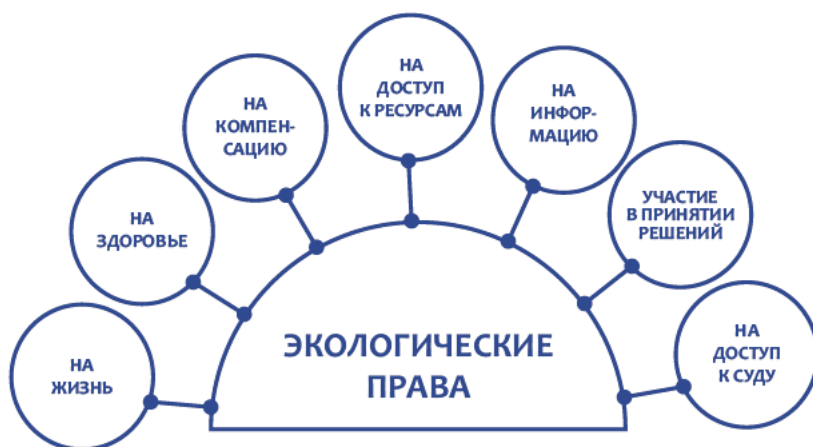 НА
ЖИЗНЬ
НА
ЗДОРОВЬЕ
НА
КОМПЕН-
САЦИЮ
НА
ДОСТУП
К РЕСУРСАМ
НА
ИНФОР-
МАЦИЮ
УЧАСТИЕ
В ПРИНЯТИИ
РЕШЕНИЙ
НА
ДОСТУП
К СУДУ
ЭКОЛОГИЧЕСКИЕ
ПРАВА